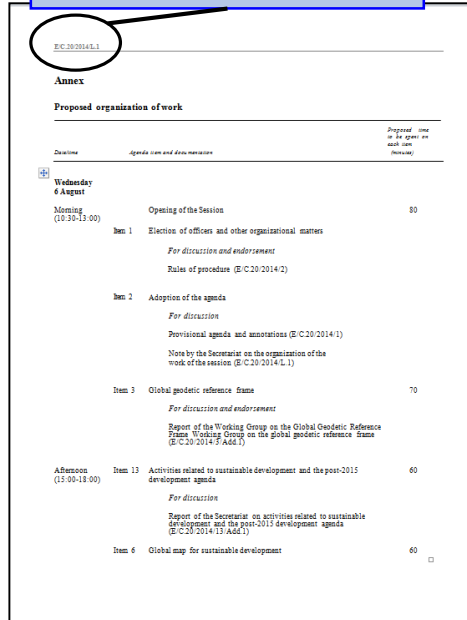 E/C.20/2014/L.1
Annex
Proposed organization of work
Proposed time
to be spent on
each item
(minutes)
Date/time Agenda item and documentation
Wednesday
6 August
Morning Opening of the Session 80
(10:30-13:00)
Item 1 Election of officers and other organizational matters
For discussion and endorsement
Rules of procedure (E/C.20/2014/2)
Item 2 Adoption of the agenda
For discussion
Provisional agenda and annotations (E/C.20/2014/1)
Note by the Secretariat on the organization of the
work of the session (E/C.20/2014/L.1)
Item 3 Global geodetic reference frame 70
For discussion and endorsement
Report of the Working Group on the Global Geodetic Reference
Frame Working Group on the global geodetic reference frame
(E/C.20/2014/3/Add.1)
Afternoon Item 13 Activities related to sustainable development and the post-2015 60
(15:00-18:00) development agenda
For discussion
Report of the Secretariat on activities related to sustainable
development and the post-2015 development agenda
(E/C.20/2014/13/Add.1)
Item 6 Global map for sustainable development 60